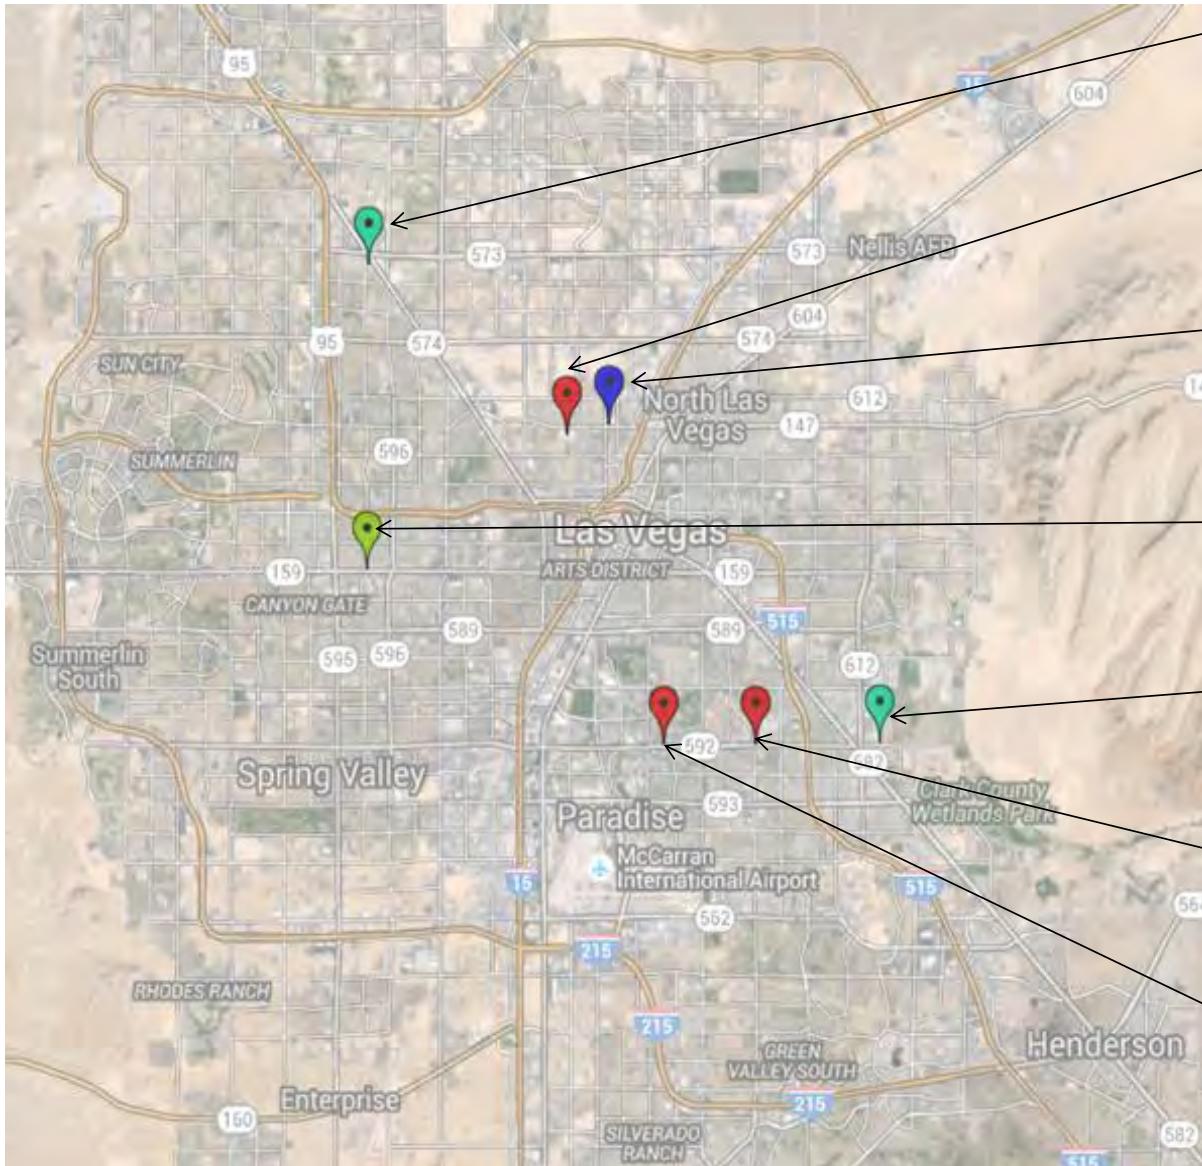 95
15
604
573
573
Nellis AFB
604
95
574
574
SUN CITY
612
North Las
Vegas
147
596
SUMMERLIN
Las Vegas
159
ARTS DISTRICT
159
CANYON GATE
515
589
589
Summerlin
South
595
596
612
592
582
Spring Valley
Clark County
Wetlands Park
593
Paradise
McCarran
International Airport
15
515
562
215
RHODES RANCH
215
Henderson
GREEN
VALLEY SOUTH
Enterprise
215
160
SILVERADO
RANCH
582
515